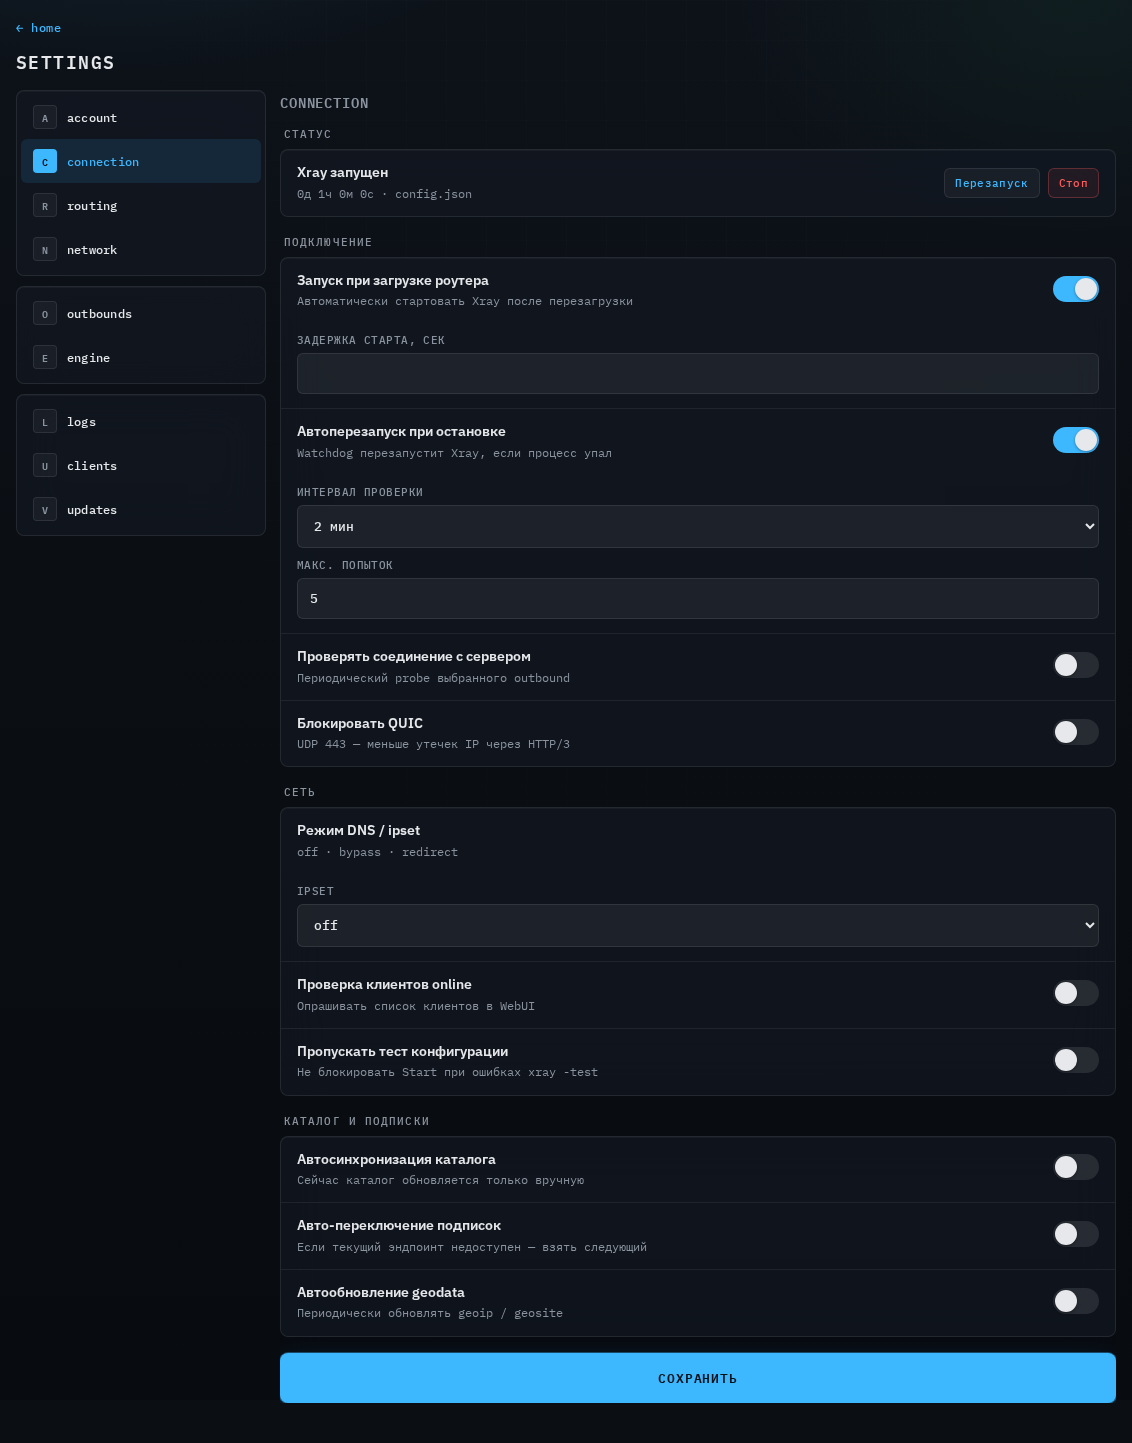 ← home
SETTINGS
A account
C connection
R routing
N network
O outbounds
E engine
L logs
U clients
V updates
CONNECTION
СТАТУС
Xray запущен
0д 1ч 0м 0с · config.json
Перезапуск
Стоп
ПОДКЛЮЧЕНИЕ
Запуск при загрузке роутера
Автоматически стартовать Xray после перезагрузки
ЗАДЕРЖКА СТАРТА, СЕК
Автоперезапуск при остановке
Watchdog перезапустит Xray, если процесс упал
ИНТЕРВАЛ ПРОВЕРКИ
2 мин
МАКС. ПОПЫТОК
5
Проверять соединение с сервером
Периодический probe выбранного outbound
Блокировать QUIC
UDP 443 — меньше утечек IP через HTTP/3
СЕТЬ
Режим DNS / ipset
off · bypass · redirect
IPSET
off
Проверка клиентов online
Опрашивать список клиентов в WebUI
Пропускать тест конфигурации
Не блокировать Start при ошибках xray -test
КАТАЛОГ И ПОДПИСКИ
Автосинхронизация каталога
Сейчас каталог обновляется только вручную
Авто-переключение подписок
Если текущий эндпоинт недоступен — взять следующий
Автообновление geodata
Периодически обновлять geoip / geosite
СОХРАНИТЬ